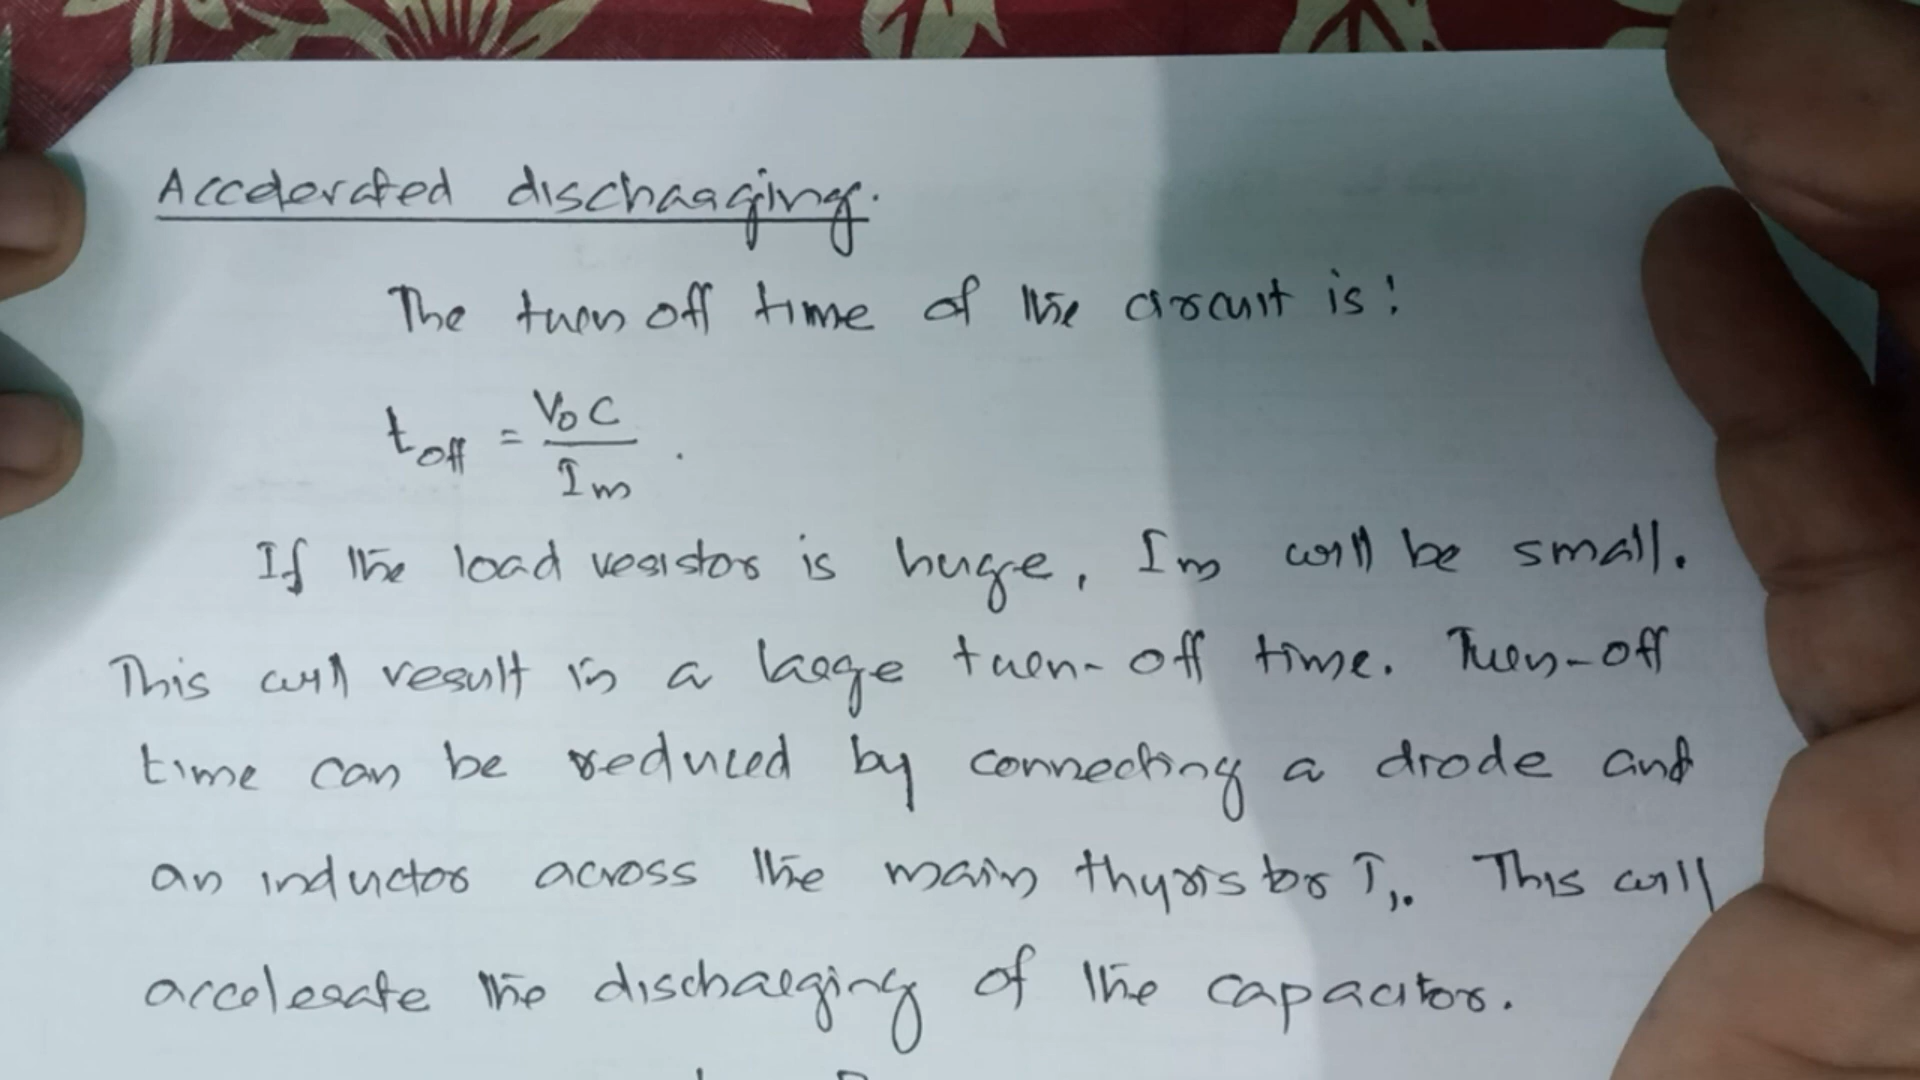 Accelerated discharging.
The turn off time of the circuit is:
t_off = V₀C / I_m .
If the load resistor is huge, I_m will be small.
This will result in a large turn-off time. Turn-off
time can be reduced by connecting a diode and
an inductor across the main thyristor T₁. This will
accelerate the discharging of the capacitor.